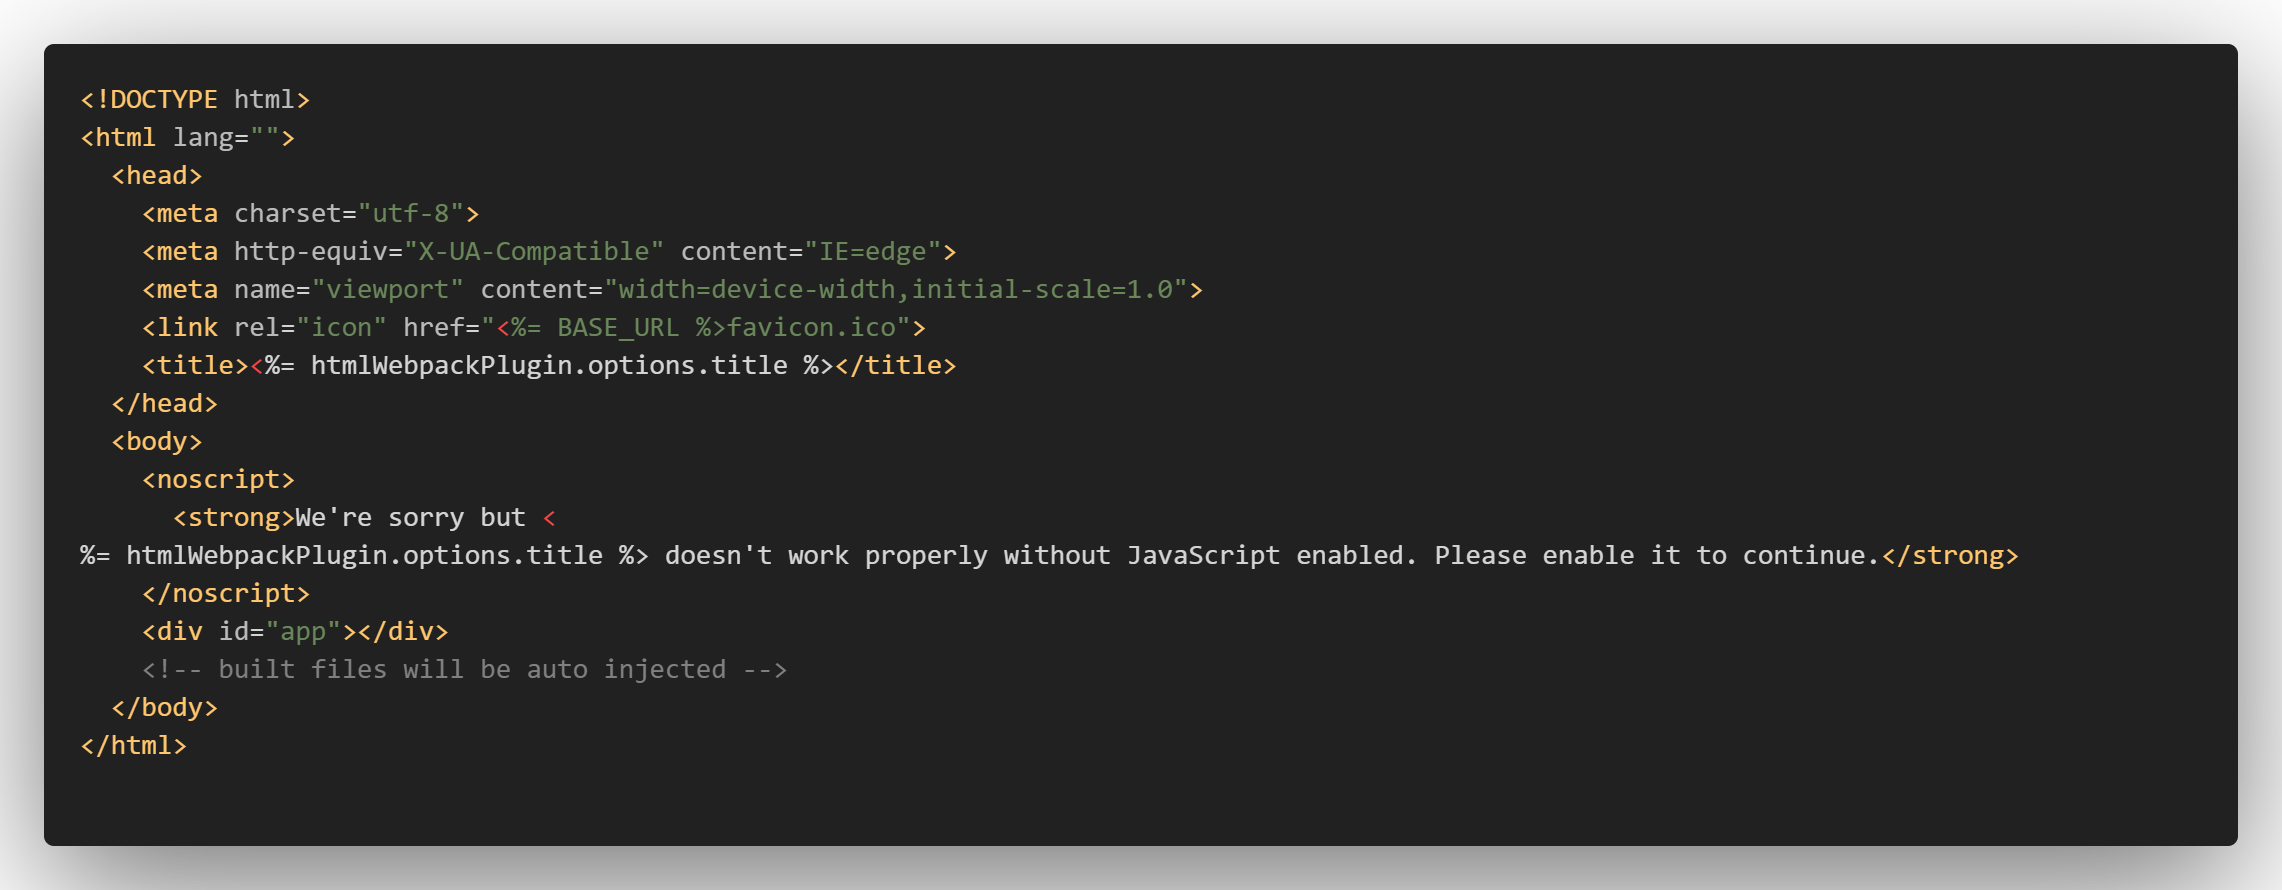 <!DOCTYPE html>
<html lang="">
  <head>
    <meta charset="utf-8">
    <meta http-equiv="X-UA-Compatible" content="IE=edge">
    <meta name="viewport" content="width=device-width,initial-scale=1.0">
    <link rel="icon" href="<%= BASE_URL %>favicon.ico">
    <title><%= htmlWebpackPlugin.options.title %></title>
  </head>
  <body>
    <noscript>
      <strong>We're sorry but <
%= htmlWebpackPlugin.options.title %> doesn't work properly without JavaScript enabled. Please enable it to continue.</strong>
    </noscript>
    <div id="app"></div>
    <!-- built files will be auto injected -->
  </body>
</html>